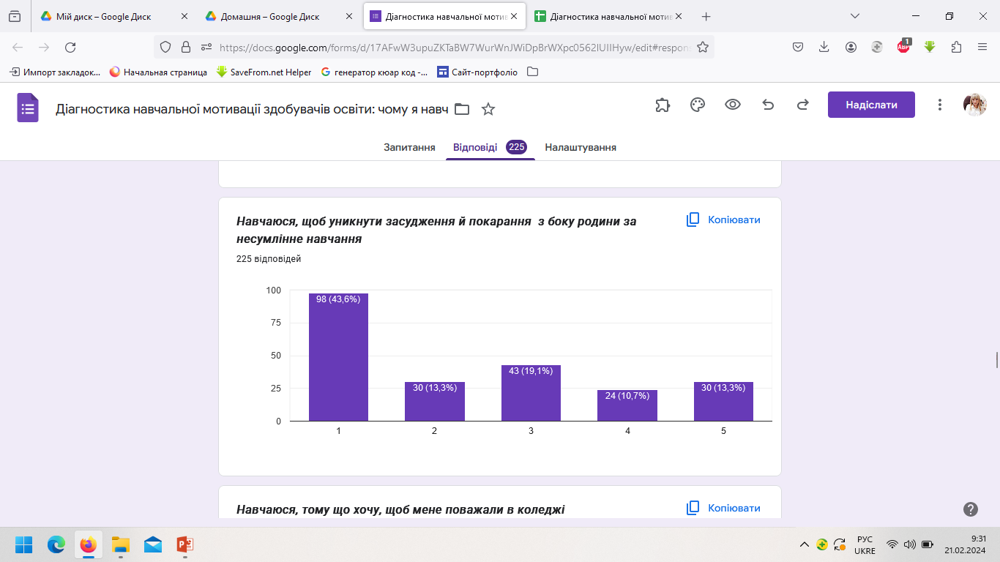 Мій диск – Google Диск
Домашня – Google Диск
Діагностика навчальної мотив
Діагностика навчальної мотив
https://docs.google.com/forms/d/17AFwW3upuZKTaBW7WurWnJWiDpBrWXpc0562IUIIHyw/edit#respon
1
ABP
Импорт закладок...
Начальная страница
SaveFrom.net Helper
генератор кюар код -...
Сайт-портфоліо
Діагностика навчальної мотивації здобувачів освіти: чому я навч
Надіслати
Запитання
Відповіді 225
Налаштування
Навчаюся, щоб уникнути засудження й покарання з боку родини за
несумлінне навчання
Копіювати
225 відповідей
100
75
50
25
0
98 (43,6%)
30 (13,3%)
43 (19,1%)
24 (10,7%)
30 (13,3%)
1
2
3
4
5
Навчаюся, тому що хочу, щоб мене поважали в коледжі
Копіювати
РУС
UKRE
9:31
21.02.2024